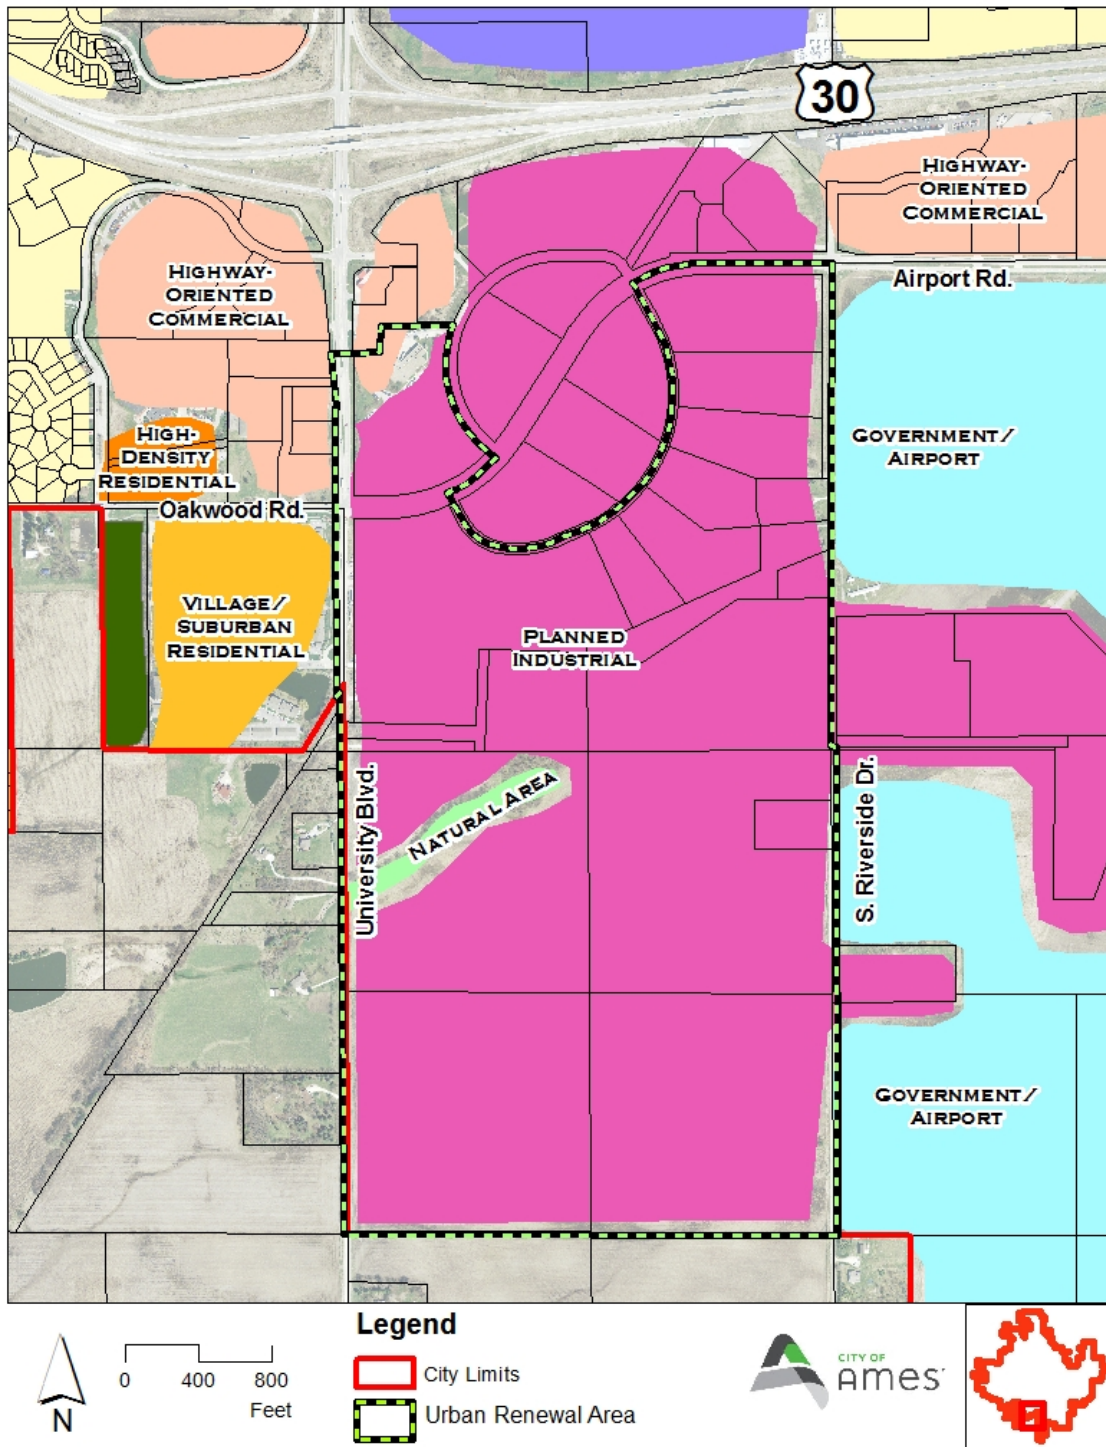 30
HIGHWAY-
ORIENTED
COMMERCIAL
HIGHWAY-
ORIENTED
COMMERCIAL
Airport Rd.
HIGH-
DENSITY
RESIDENTIAL
GOVERNMENT/
AIRPORT
Oakwood Rd.
VILLAGE/
SUBURBAN
RESIDENTIAL
PLANNED
INDUSTRIAL
NATURAL AREA
University Blvd.
S. Riverside Dr.
GOVERNMENT/
AIRPORT
N
0 400 800
Feet
Legend
City Limits
Urban Renewal Area
CITY OF
AMES